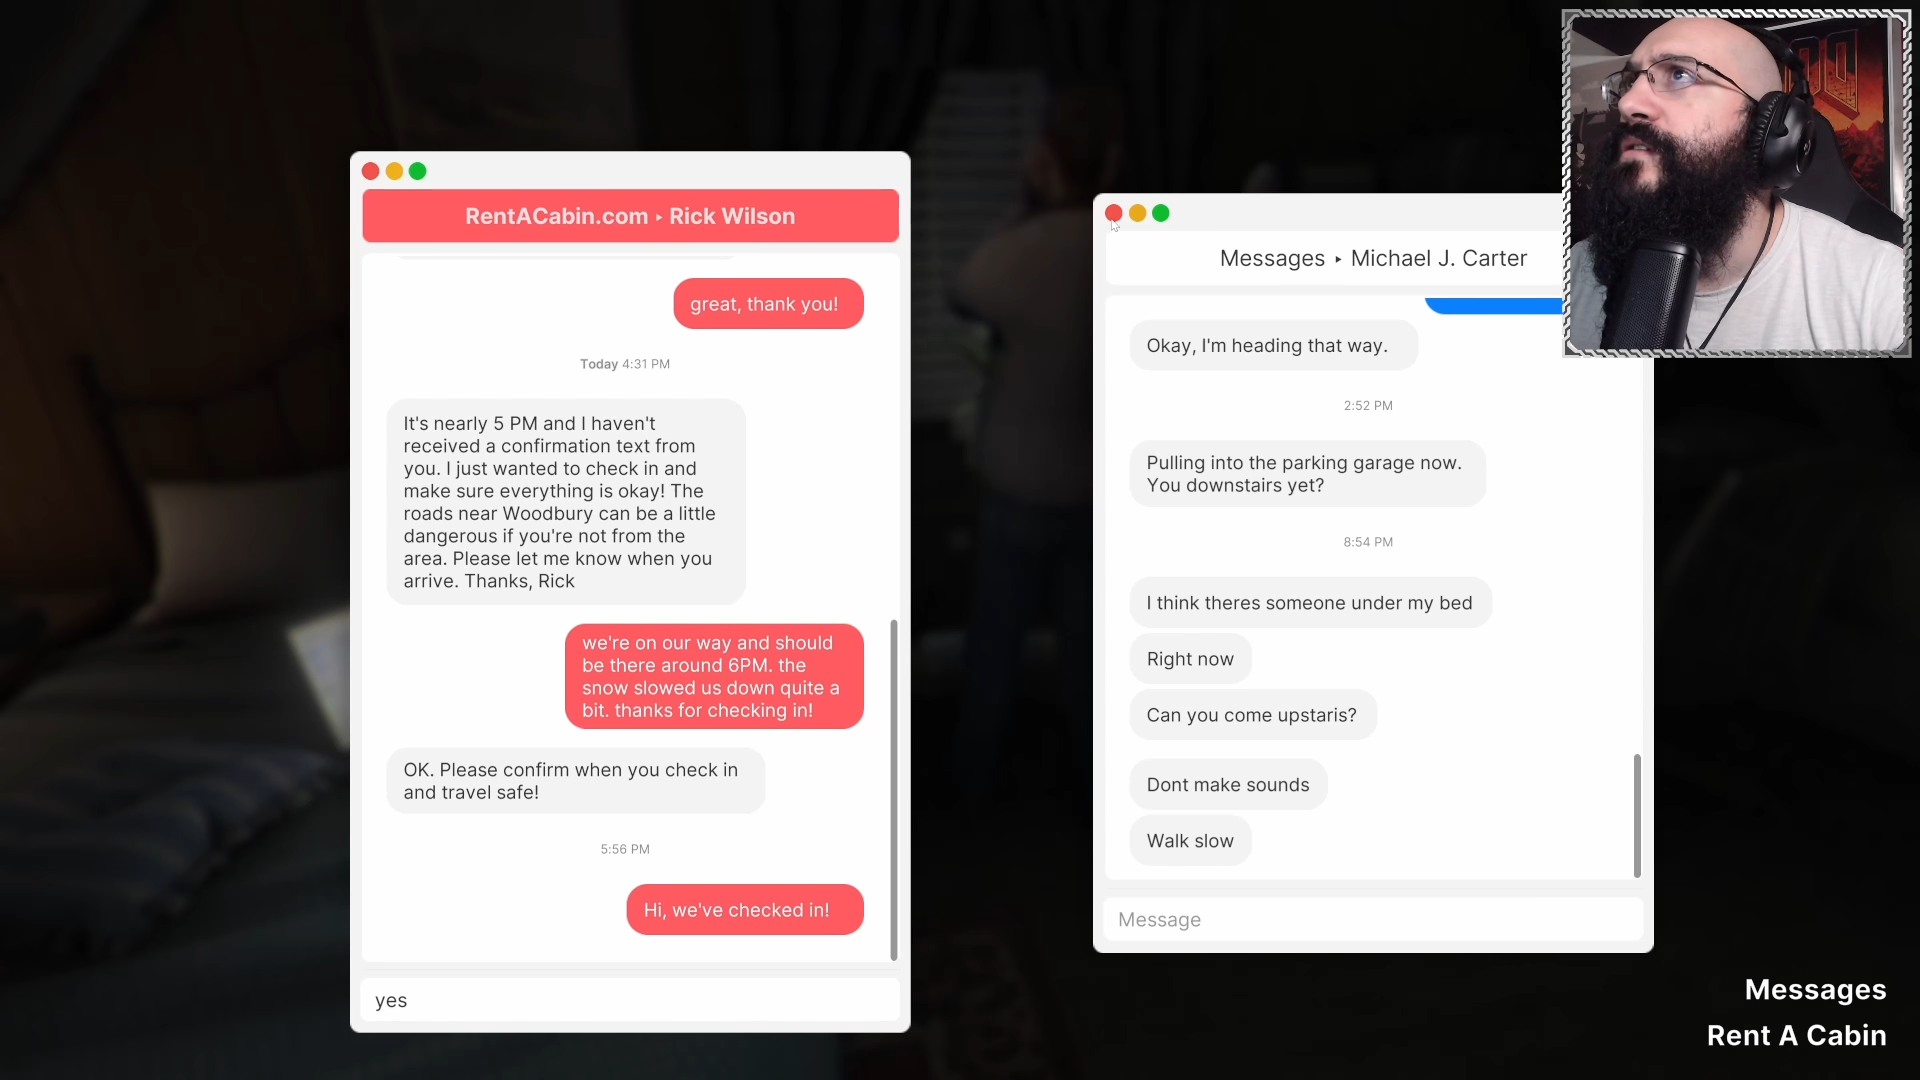 RentACabin.com ▸ Rick Wilson
great, thank you!
Today 4:31 PM
It's nearly 5 PM and I haven't
received a confirmation text from
you. I just wanted to check in and
make sure everything is okay! The
roads near Woodbury can be a little
dangerous if you're not from the
area. Please let me know when you
arrive. Thanks, Rick
we're on our way and should
be there around 6PM. the
snow slowed us down quite a
bit. thanks for checking in!
OK. Please confirm when you check in
and travel safe!
5:56 PM
Hi, we've checked in!
yes
Messages ▸ Michael J. Carter
Okay, I'm heading that way.
2:52 PM
Pulling into the parking garage now.
You downstairs yet?
8:54 PM
I think theres someone under my bed
Right now
Can you come upstaris?
Dont make sounds
Walk slow
Message
Messages
Rent A Cabin